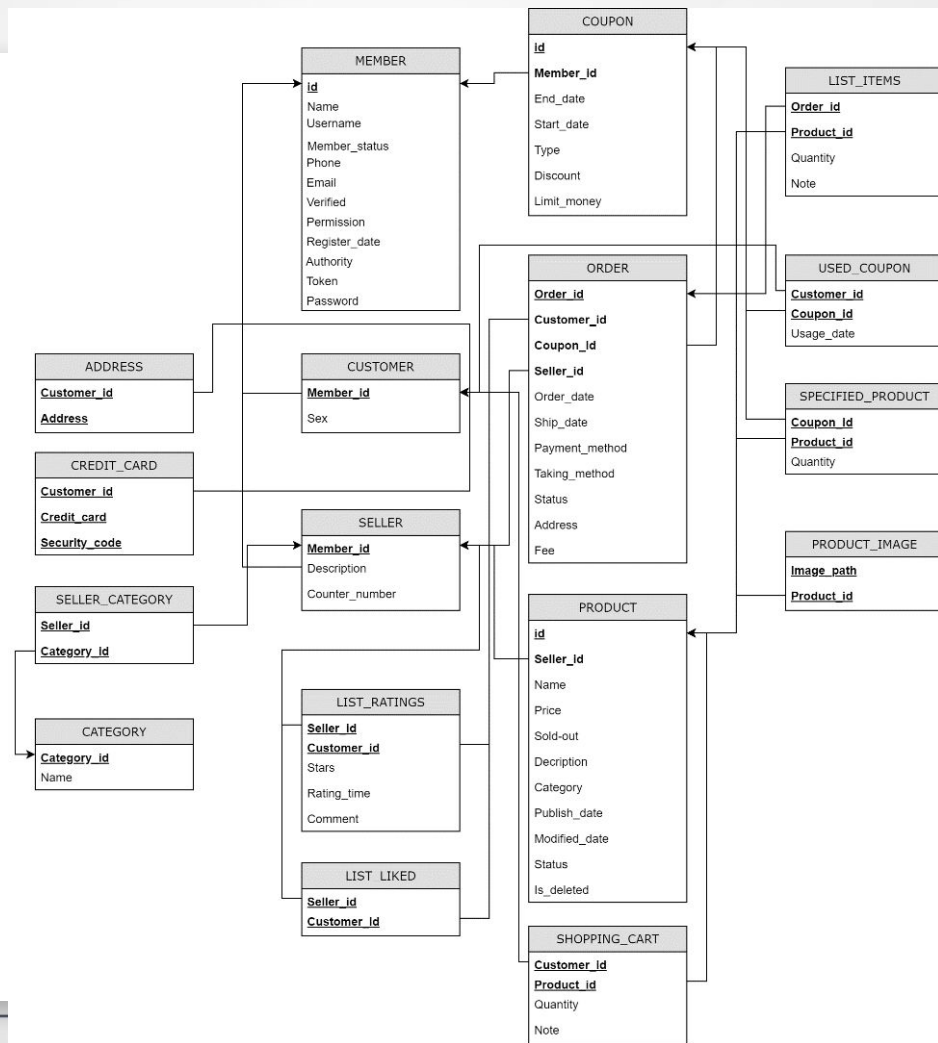 MEMBER
id
Name
Username
Member_status
Phone
Email
Verified
Permission
Register_date
Authority
Token
Password
COUPON
id
Member_id
End_date
Start_date
Type
Discount
Limit_money
LIST_ITEMS
Order_id
Product_id
Quantity
Note
ADDRESS
Customer_id
Address
CUSTOMER
Member_id
Sex
ORDER
Order_id
Customer_id
Coupon_id
Seller_id
Order_date
Ship_date
Payment_method
Taking_method
Status
Address
Fee
USED_COUPON
Customer_id
Coupon_id
Usage_date
SPECIFIED_PRODUCT
Coupon_id
Product_id
Quantity
CREDIT_CARD
Customer_id
Credit_card
Security_code
SELLER
Member_id
Description
Counter_number
PRODUCT_IMAGE
Image_path
Product_id
SELLER_CATEGORY
Seller_id
Category_id
PRODUCT
id
Seller_id
Name
Price
Sold-out
Decription
Category
Publish_date
Modified_date
Status
Is_deleted
CATEGORY
Category_id
Name
LIST_RATINGS
Seller_id
Customer_id
Stars
Rating_time
Comment
LIST_LIKED
Seller_id
Customer_id
SHOPPING_CART
Customer_id
Product_id
Quantity
Note